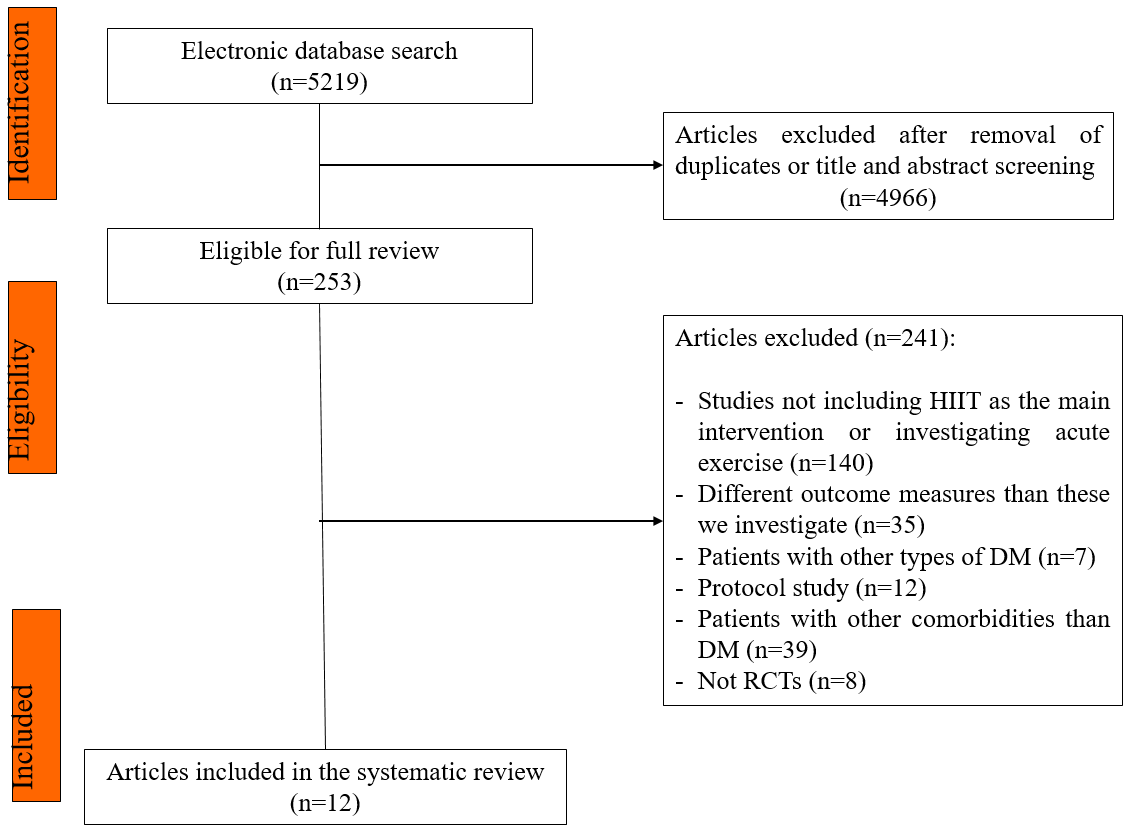 Identification
Electronic database search
(n=5219)
Articles excluded after removal of
duplicates or title and abstract screening
(n=4966)
Eligible for full review
(n=253)
Eligibility
Articles excluded (n=241):
- Studies not including HIIT as the main
intervention or investigating acute
exercise (n=140)
- Different outcome measures than these
we investigate (n=35)
- Patients with other types of DM (n=7)
- Protocol study (n=12)
- Patients with other comorbidities than
DM (n=39)
- Not RCTs (n=8)
Included
Articles included in the systematic review
(n=12)